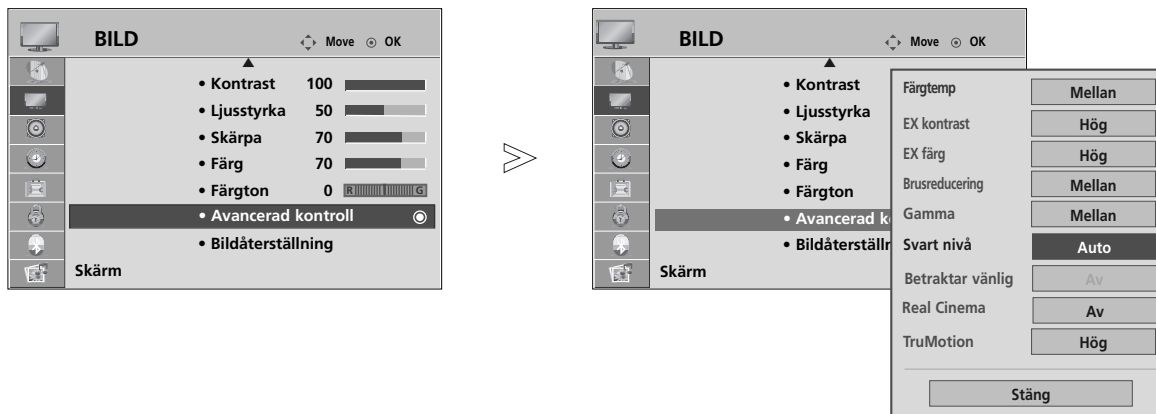 BILD Move OK
• Kontrast 100
• Ljusstyrka 50
• Skärpa 70
• Färg 70
• Färgton 0 R G
• Avancerad kontroll
• Bildåterställning
Skärm
BILD Move OK
• Kontrast
• Ljusstyrka
• Skärpa
• Färg
• Färgton
• Avancerad k
• Bildåterställn
Skärm
Färgtemp Mellan
EX kontrast Hög
EX färg Hög
Brusreducering Mellan
Gamma Mellan
Svart nivå Auto
Betraktar vänlig Av
Real Cinema Av
TruMotion Hög
Stäng